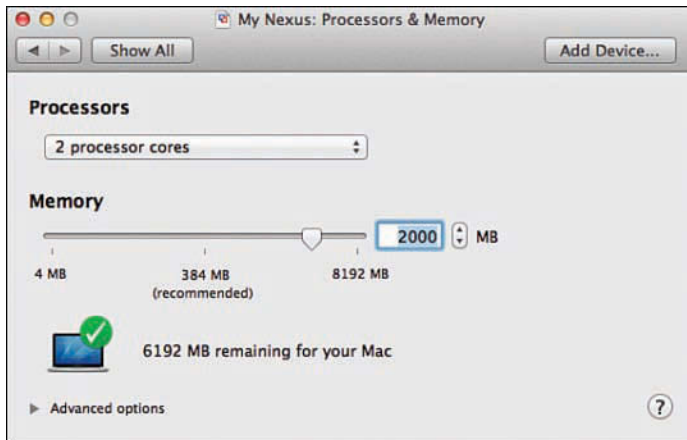 My Nexus: Processors & Memory
Show All
Add Device...
Processors
2 processor cores
Memory
2000 MB
4 MB
384 MB
8192 MB
(recommended)
6192 MB remaining for your Mac
Advanced options
?